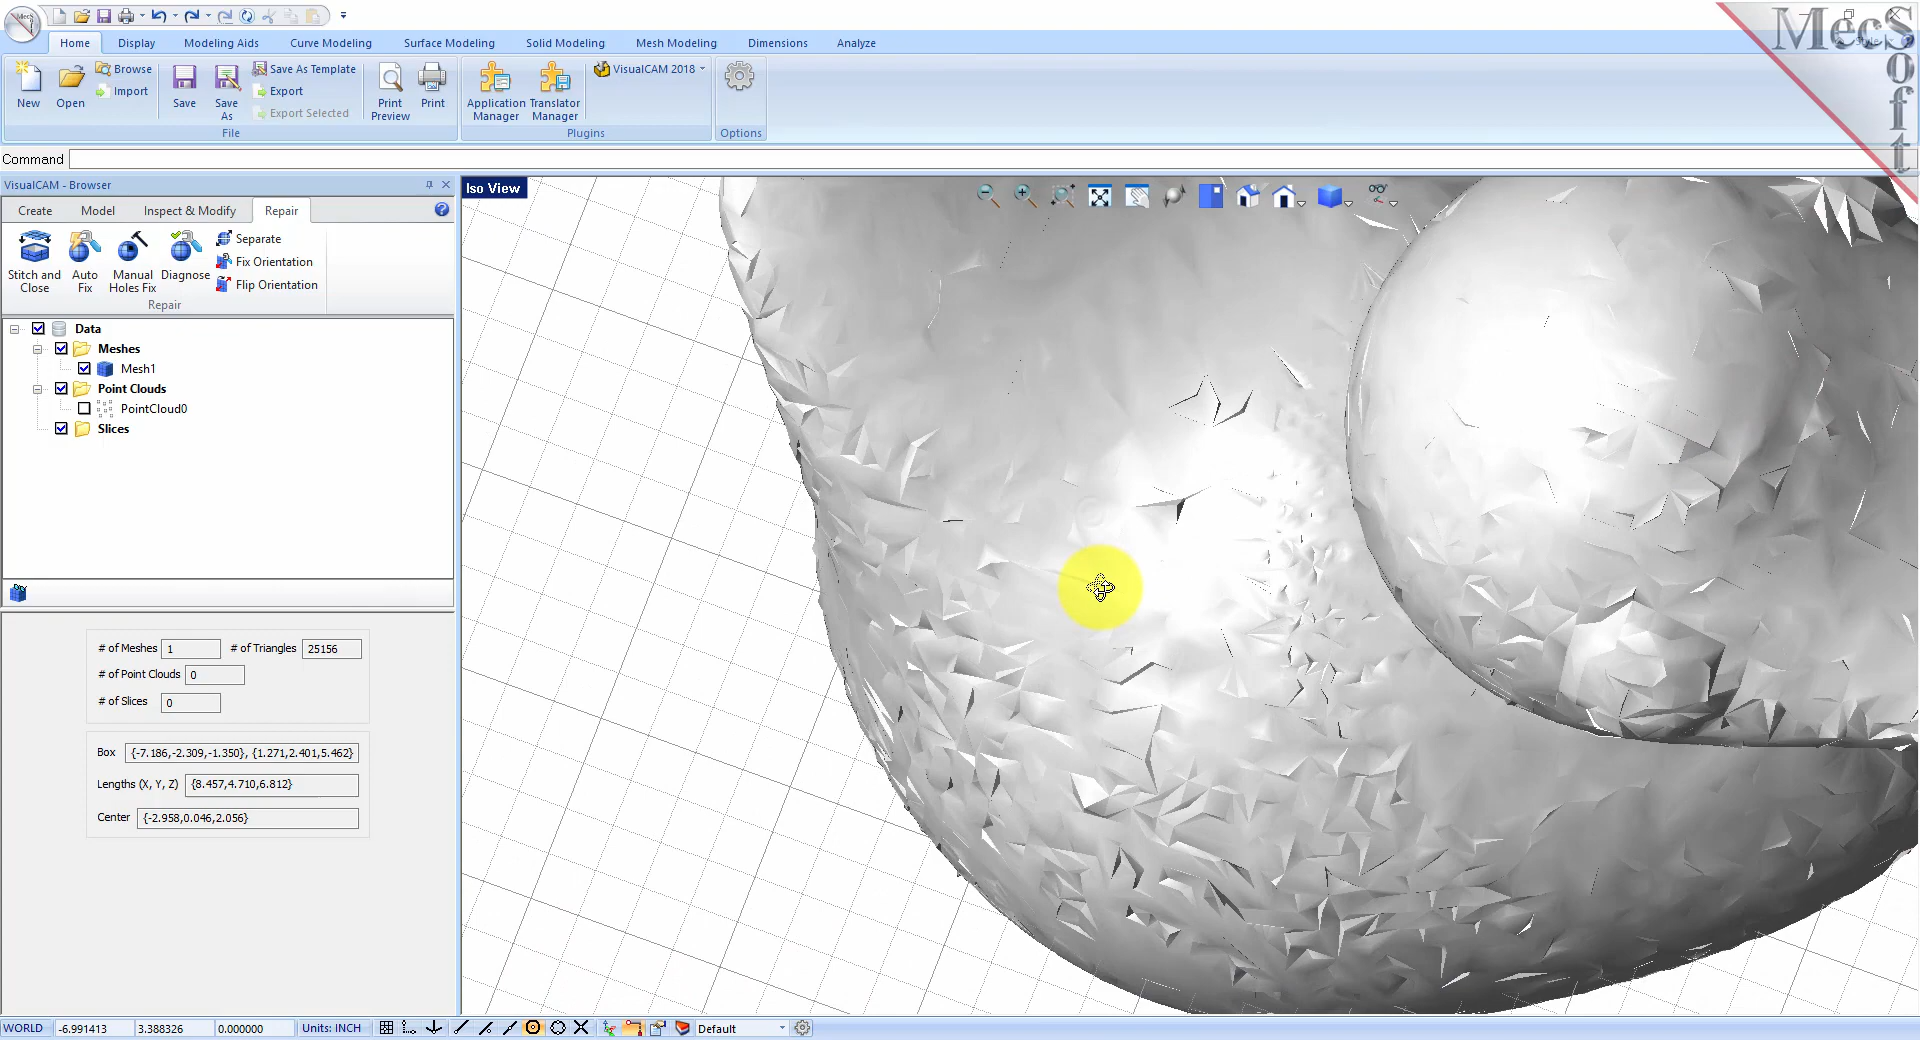 MecSoft
Home Display Modeling Aids Curve Modeling Surface Modeling Solid Modeling Mesh Modeling Dimensions Analyze
New Open Browse Import Save Save As Save As Template Export Export Selected Print Preview Print Application Manager Translator Manager VisualCAM 2018
File Plugins Options
Command
VisualCAM - Browser
Iso View
Create Model Inspect & Modify Repair
Stitch and Close Auto Fix Manual Holes Fix Diagnose Separate
Fix Orientation
Flip Orientation
Repair
Data
Meshes
Mesh1
Point Clouds
PointCloud0
Slices
# of Meshes 1 # of Triangles 25156
# of Point Clouds 0
# of Slices 0
Box {-7.186,-2.309,-1.350}, {1.271,2.401,5.462}
Lengths (X, Y, Z) {8.457,4.710,6.812}
Center {-2.958,0.046,2.056}
WORLD -6.991413 3.388326 0.000000 Units: INCH Default